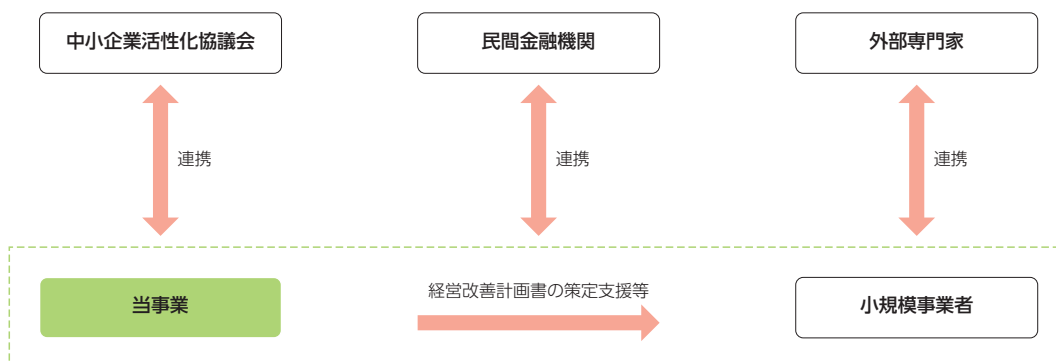 中小企業活性化協議会
民間金融機関
外部専門家
連携
連携
連携
当事業
経営改善計画書の策定支援等
小規模事業者